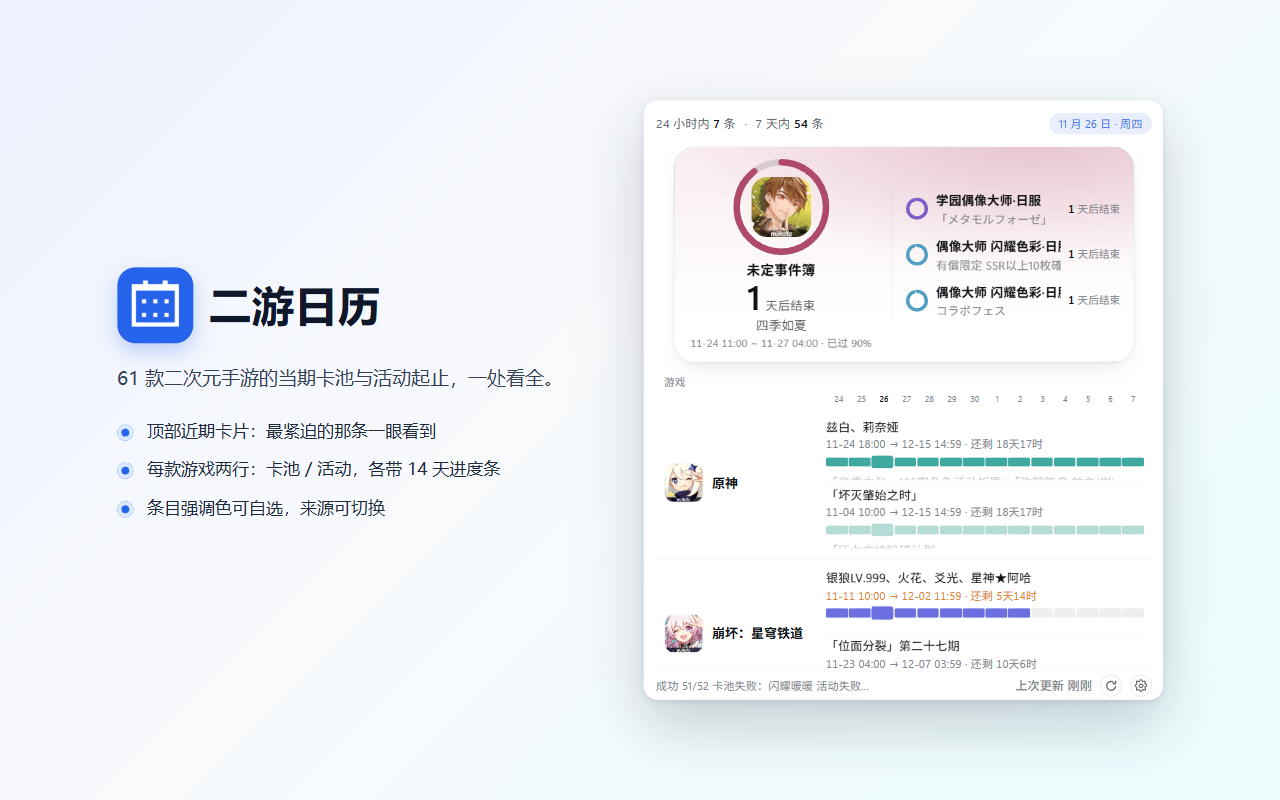 二游日历
61 款二次元手游的当期卡池与活动起止，一处看全。
顶部近期卡片：最紧迫的那条一眼看到
每款游戏两行：卡池 / 活动，各带 14 天进度条
条目强调色可自选，来源可切换
24 小时内 7 条 · 7 天内 54 条
11 月 26 日 · 周四
未定事件簿
1 天后结束
四季如夏
11-24 11:00 ~ 11-27 04:00 · 已过 90%
学园偶像大师·日服
「メタモルフォーゼ」
1 天后结束
偶像大师 闪耀色彩·日
有償限定 SSR以上10枚確
1 天后结束
偶像大师 闪耀色彩·日
コラボフェス
1 天后结束
游戏
24 25 26 27 28 29 30 1 2 3 4 5 6 7
原神
兹白、莉奈娅
11-24 18:00 → 12-15 14:59 · 还剩 18天17时
「坏灭肇始之时」
11-04 10:00 → 12-15 14:59 · 还剩 18天17时
崩坏：星穹铁道
银狼LV.999、火花、爻光、星神★阿哈
11-11 10:00 → 12-02 11:59 · 还剩 5天14时
「位面分裂」第二十七期
11-23 04:00 → 12-07 03:59 · 还剩 10天6时
成功 51/52 卡池失败：闪耀暖暖 活动失败...
上次更新 刚刚